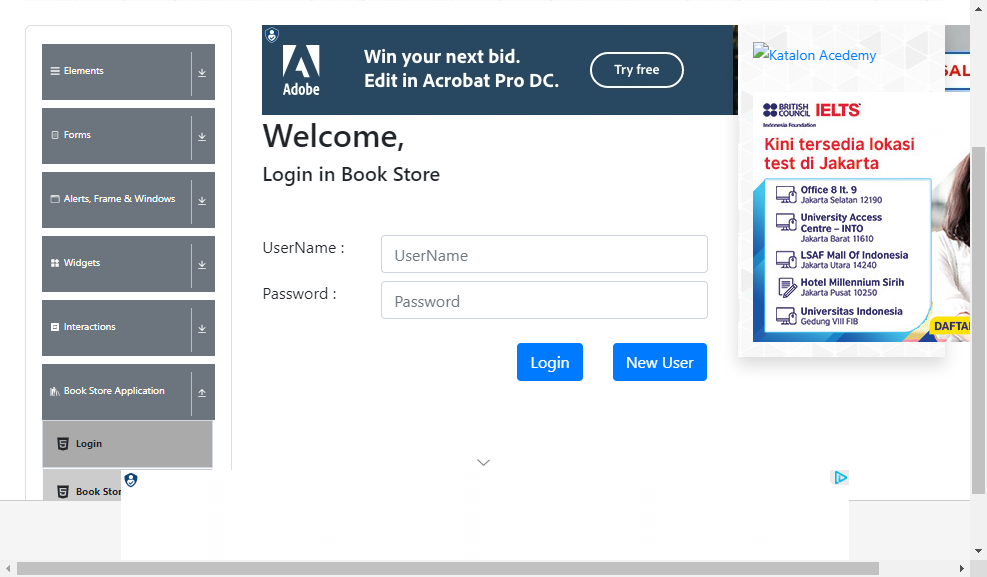 Elements
Forms
Alerts, Frame & Windows
Widgets
Interactions
Book Store Application
Login
Book Stor
Adobe
Win your next bid.
Edit in Acrobat Pro DC.
Try free
Welcome,
Login in Book Store
UserName :
UserName
Password :
Password
Login
New User
Katalon Acedemy
SAL
BRITISH
COUNCIL
IELTS
Indonesia Foundation
Kini tersedia lokasi
test di Jakarta
Office 8 lt. 9
Jakarta Selatan 12190
University Access
Centre – INTO
Jakarta Barat 11610
LSAF Mall Of Indonesia
Jakarta Utara 14240
Hotel Millennium Sirih
Jakarta Pusat 10250
Universitas Indonesia
Gedung VIII FIB
DAFTA